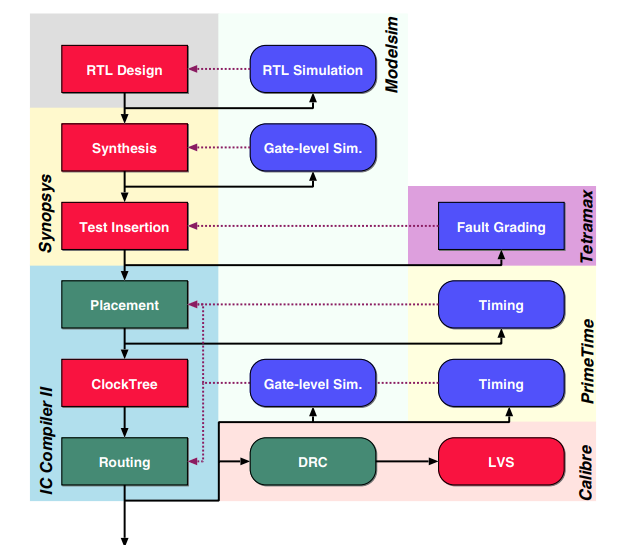 Modelsim
RTL Design
RTL Simulation
Synopsys
Synthesis
Gate-level Sim.
Test Insertion
Fault Grading
Tetramax
Placement
Timing
PrimeTime
IC Compiler II
ClockTree
Gate-level Sim.
Timing
Routing
DRC
LVS
Calibre